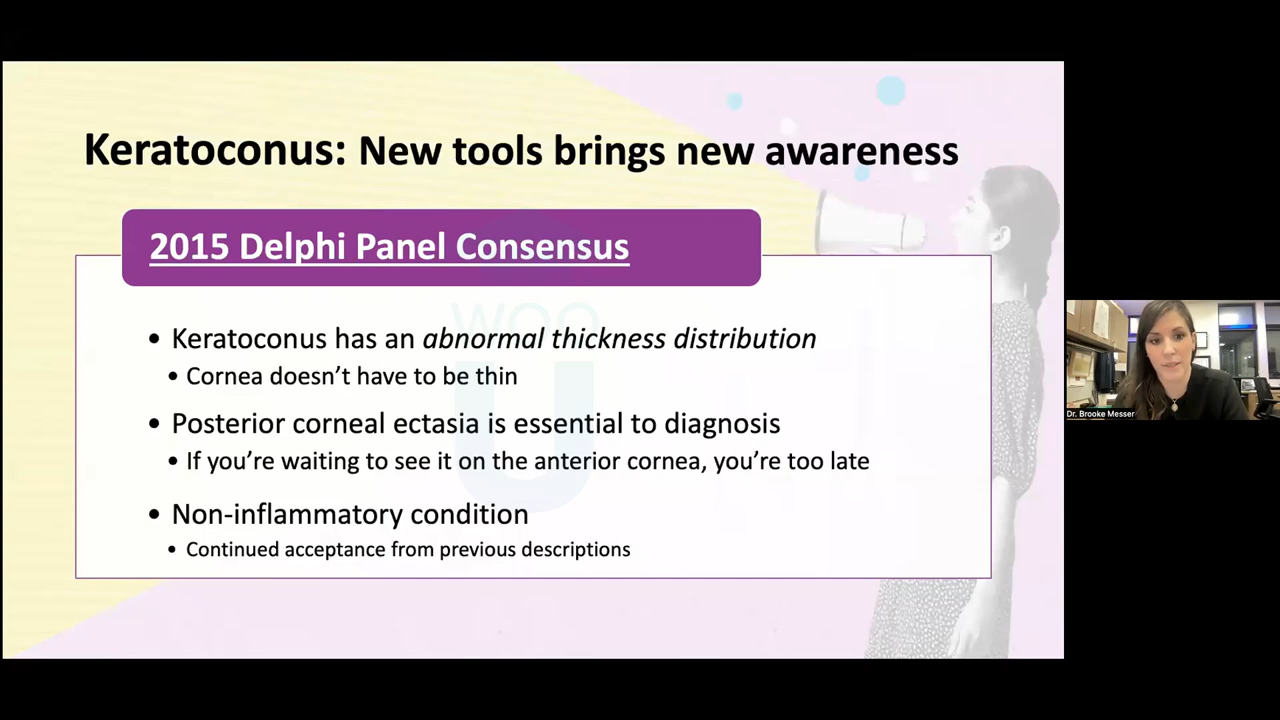 Keratoconus: New tools brings new awareness
2015 Delphi Panel Consensus
• Keratoconus has an abnormal thickness distribution
• Cornea doesn't have to be thin
• Posterior corneal ectasia is essential to diagnosis
• If you're waiting to see it on the anterior cornea, you're too late
• Non-inflammatory condition
• Continued acceptance from previous descriptions
woo
U
Dr. Brooke Messer